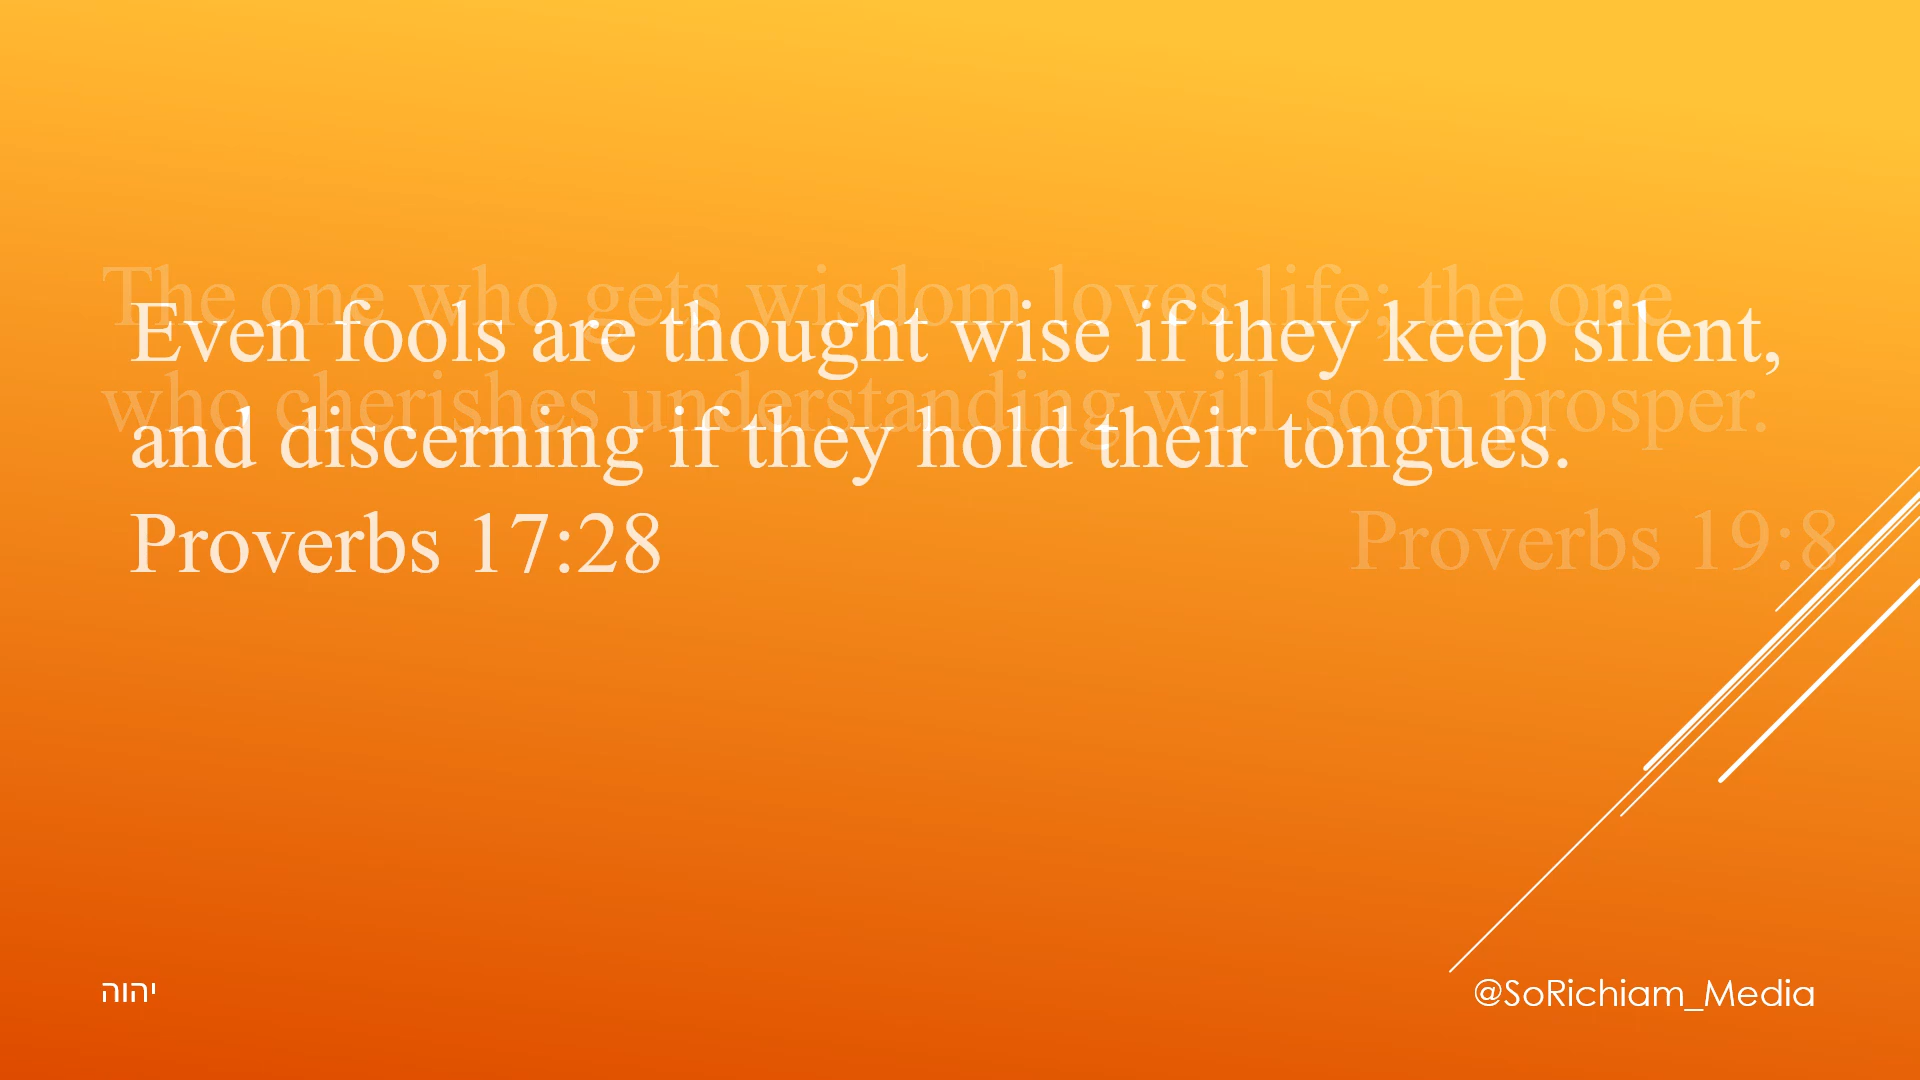 The one who gets wisdom loves life; the one
who cherishes understanding will soon prosper.
Proverbs 19:8
Even fools are thought wise if they keep silent,
and discerning if they hold their tongues.
Proverbs 17:28
יהוה
@SoRichiam_Media